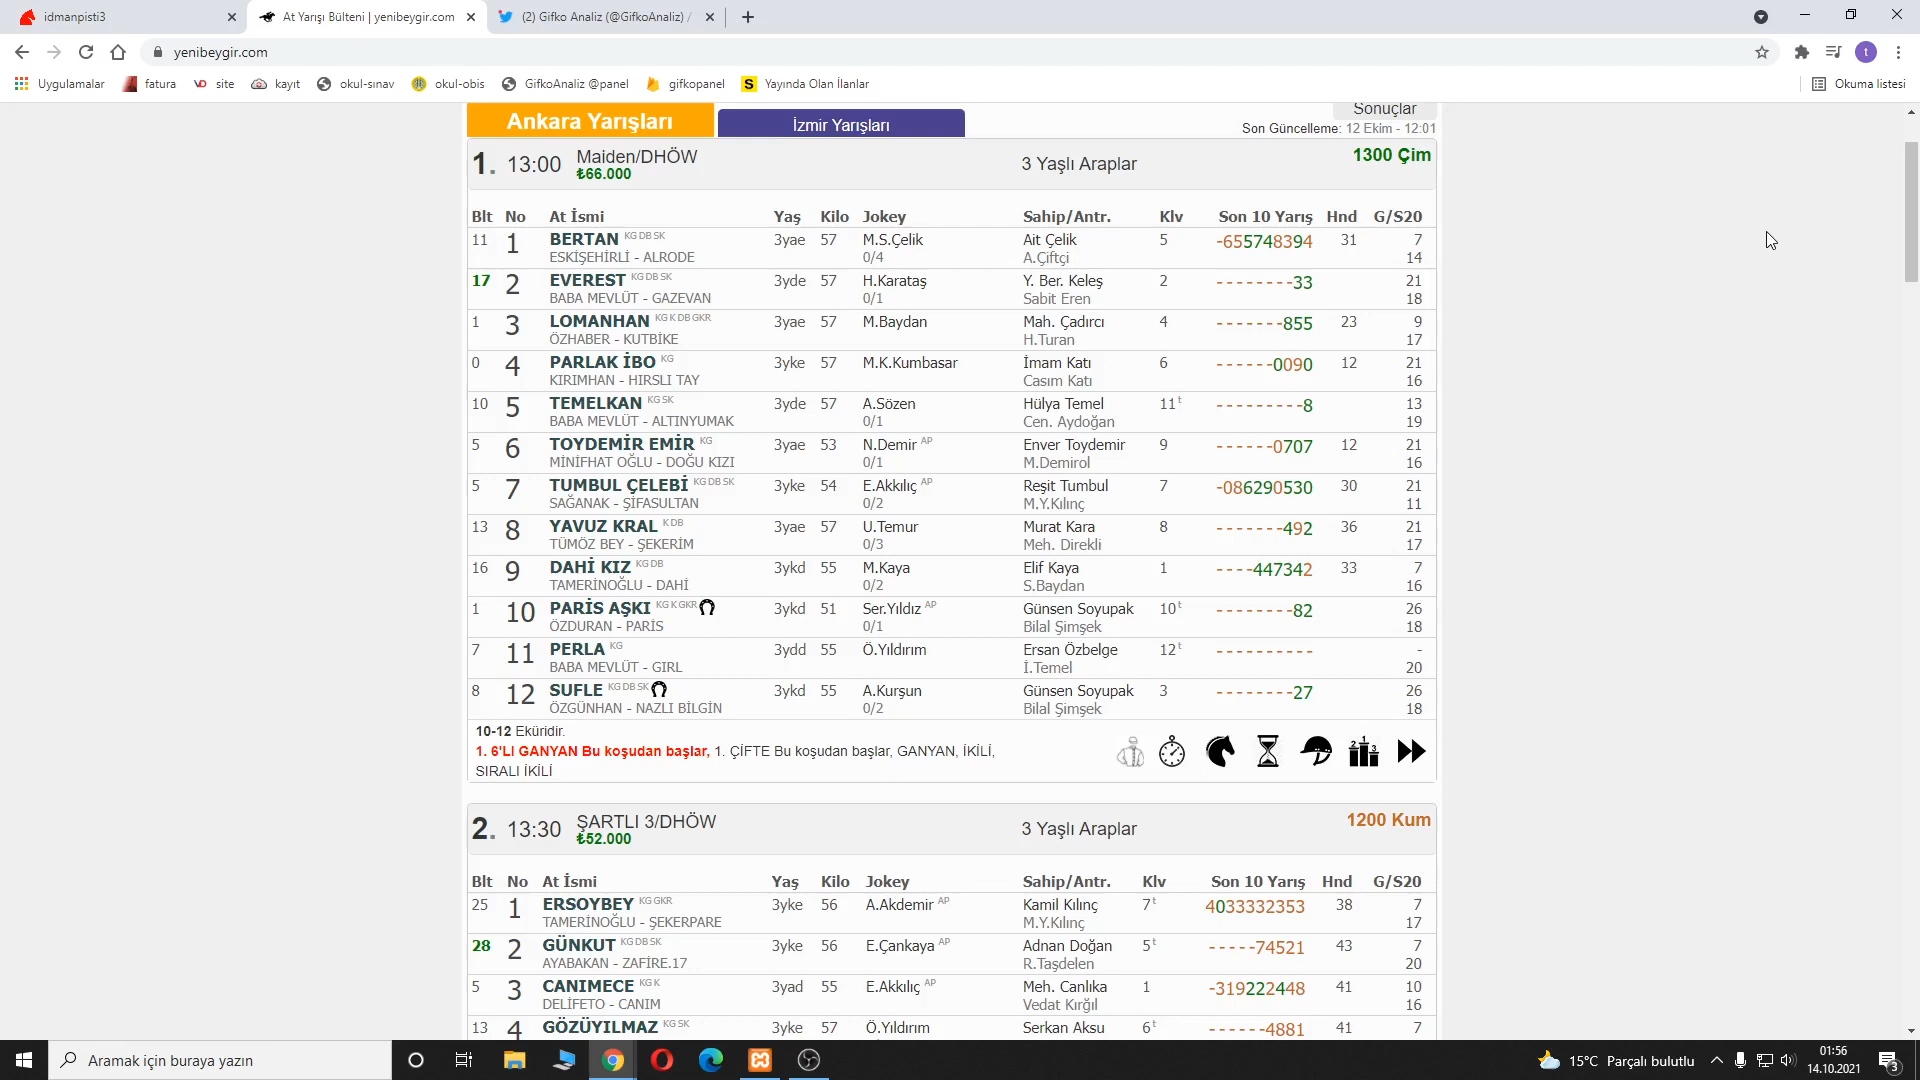 idmanpisti3
At Yarışı Bülteni | yenibeygir.com
(2) Gifko Analiz (@GifkoAnaliz) /
yenibeygir.com
t
Uygulamalar
fatura
VD site
kayıt
okul-sınav
okul-obis
GifkoAnaliz @panel
gifkopanel
S Yayında Olan İlanlar
Okuma listesi
Ankara Yarışları
İzmir Yarışları
Sonuçlar
Son Güncelleme: 12 Ekim - 12:01
1. 13:00 Maiden/DHÖW 3 Yaşlı Araplar 1300 Çim
₺66.000
Blt No At İsmi Yaş Kilo Jokey Sahip/Antr. Klv Son 10 Yarış Hnd G/S20
11 1 BERTAN KG DB SK 3yae 57 M.S.Çelik Ait Çelik 5 -655748394 31 7
ESKİŞEHİRLİ - ALRODE 0/4 A.Çiftçi 14
17 2 EVEREST KG DB SK 3yde 57 H.Karataş Y. Ber. Keleş 2 --------33 21
BABA MEVLÜT - GAZEVAN 0/1 Sabit Eren 18
1 3 LOMANHAN KG K DB GKR 3yae 57 M.Baydan Mah. Çadırcı 4 -------855 23 9
ÖZHABER - KUTBİKE H.Turan 17
0 4 PARLAK İBO KG 3yke 57 M.K.Kumbasar İmam Katı 6 ------0090 12 21
KIRIMHAN - HIRSLI TAY Casım Katı 16
10 5 TEMELKAN KG SK 3yde 57 A.Sözen Hülya Temel 11 t ---------8 13
BABA MEVLÜT - ALTINYUMAK 0/1 Cen. Aydoğan 19
5 6 TOYDEMİR EMİR KG 3yae 53 N.Demir AP Enver Toydemir 9 ------0707 12 21
MİNİFHAT OĞLU - DOĞU KIZI 0/1 M.Demirol 16
5 7 TUMBUL ÇELEBİ KG DB SK 3yke 54 E.Akkılıç AP Reşit Tumbul 7 -086290530 30 21
SAĞANAK - ŞİFASULTAN 0/2 M.Y.Kılınç 11
13 8 YAVUZ KRAL K DB 3yae 57 U.Temur Murat Kara 8 -------492 36 21
TÜMÖZ BEY - ŞEKERİM 0/3 Meh. Direkli 17
16 9 DAHİ KIZ KG DB 3ykd 55 M.Kaya Elif Kaya 1 ----447342 33 7
TAMERİNOĞLU - DAHİ 0/2 S.Baydan 16
1 10 PARİS AŞKI KG K GKR 3ykd 51 Ser.Yıldız AP Günsen Soyupak 10 t --------82 26
ÖZDURAN - PARİS 0/1 Bilal Şimşek 18
7 11 PERLA KG 3ydd 55 Ö.Yıldırım Ersan Özbelge 12 t ---------- -
BABA MEVLÜT - GIRL İ.Temel 20
8 12 SUFLE KG DB SK 3ykd 55 A.Kurşun Günsen Soyupak 3 --------27 26
ÖZGÜNHAN - NAZLI BİLGİN 0/2 Bilal Şimşek 18
10-12 Eküridir.
1. 6'LI GANYAN Bu koşudan başlar, 1. ÇİFTE Bu koşudan başlar, GANYAN, İKİLİ,
SIRALI İKİLİ
2. 13:30 ŞARTLI 3/DHÖW 3 Yaşlı Araplar 1200 Kum
₺52.000
Blt No At İsmi Yaş Kilo Jokey Sahip/Antr. Klv Son 10 Yarış Hnd G/S20
25 1 ERSOYBEY KG GKR 3yke 56 A.Akdemir AP Kamil Kılınç 7 t 4033332353 38 7
TAMERİNOĞLU - ŞEKERPARE M.Y.Kılınç 17
28 2 GÜNKUT KG DB SK 3yke 56 E.Çankaya AP Adnan Doğan 5 t -----74521 43 7
AYABAKAN - ZAFİRE.17 R.Taşdelen 20
5 3 CANIMECE KG K 3yad 55 E.Akkılıç AP Meh. Canlıka 1 -319222448 41 10
DELİFETO - CANIM Vedat Kırğıl 16
13 4 GÖZÜYILMAZ KG SK 3yke 57 Ö.Yıldırım Serkan Aksu 6 t ------4881 41 7
Aramak için buraya yazın
15°C Parçalı bulutlu
01:56
14.10.2021
3